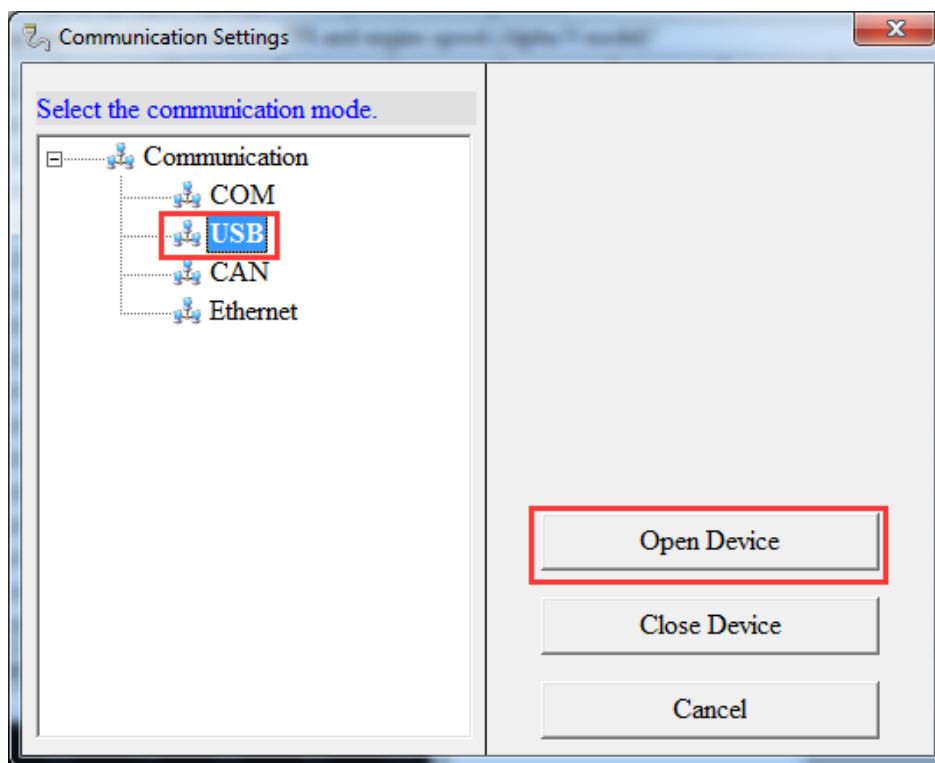 Communication Settings
Select the communication mode.
Communication
COM
USB
CAN
Ethernet
Open Device
Close Device
Cancel